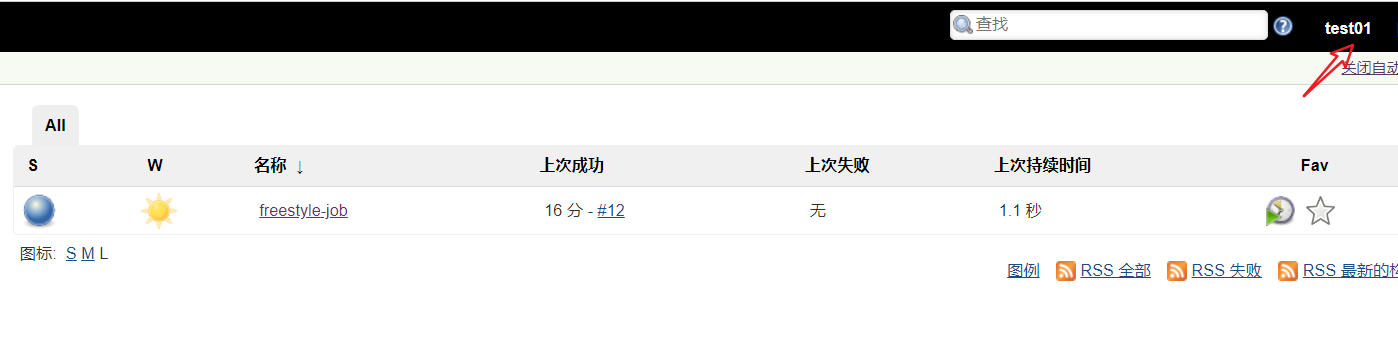 查找 test01
关闭自动
All
S W 名称 ↓ 上次成功 上次失败 上次持续时间 Fav
freestyle-job 16 分 - #12 无 1.1 秒
图标: S M L
图例 RSS 全部 RSS 失败 RSS 最新的